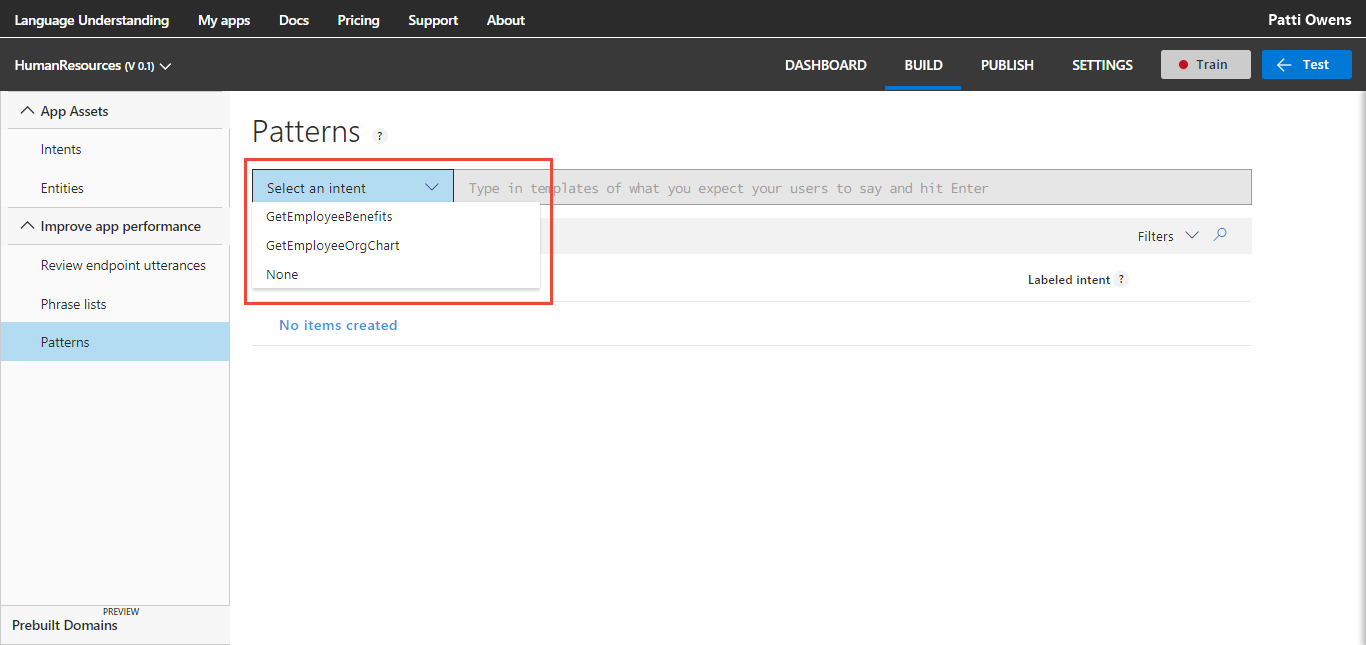 Language Understanding My apps Docs Pricing Support About Patti Owens
HumanResources (V 0.1) DASHBOARD BUILD PUBLISH SETTINGS Train Test
App Assets
Intents
Entities
Improve app performance
Review endpoint utterances
Phrase lists
Patterns
PREVIEW
Prebuilt Domains
Patterns ?
Select an intent Type in templates of what you expect your users to say and hit Enter
GetEmployeeBenefits
GetEmployeeOrgChart
None
Filters
Labeled intent ?
No items created